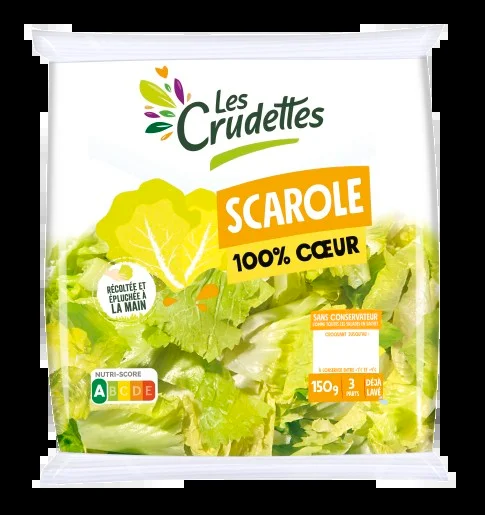 Les
Crudettes
SCAROLE
100% CŒUR
RÉCOLTÉE ET
ÉPLUCHÉE À
LA MAIN
SANS CONSERVATEUR
NUTRI-SCORE
A B C D E
150g
3
PARTS
DÉJÀ
LAVÉ